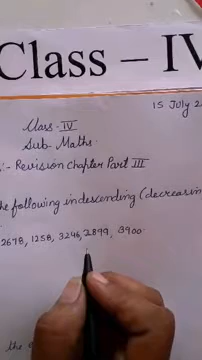 Class – IV
15 July 2
Class - IV
Sub - Maths
:- Revision Chapter Part III
he following in descending (decreasin
2678, 1258, 3246, 2899, 3900